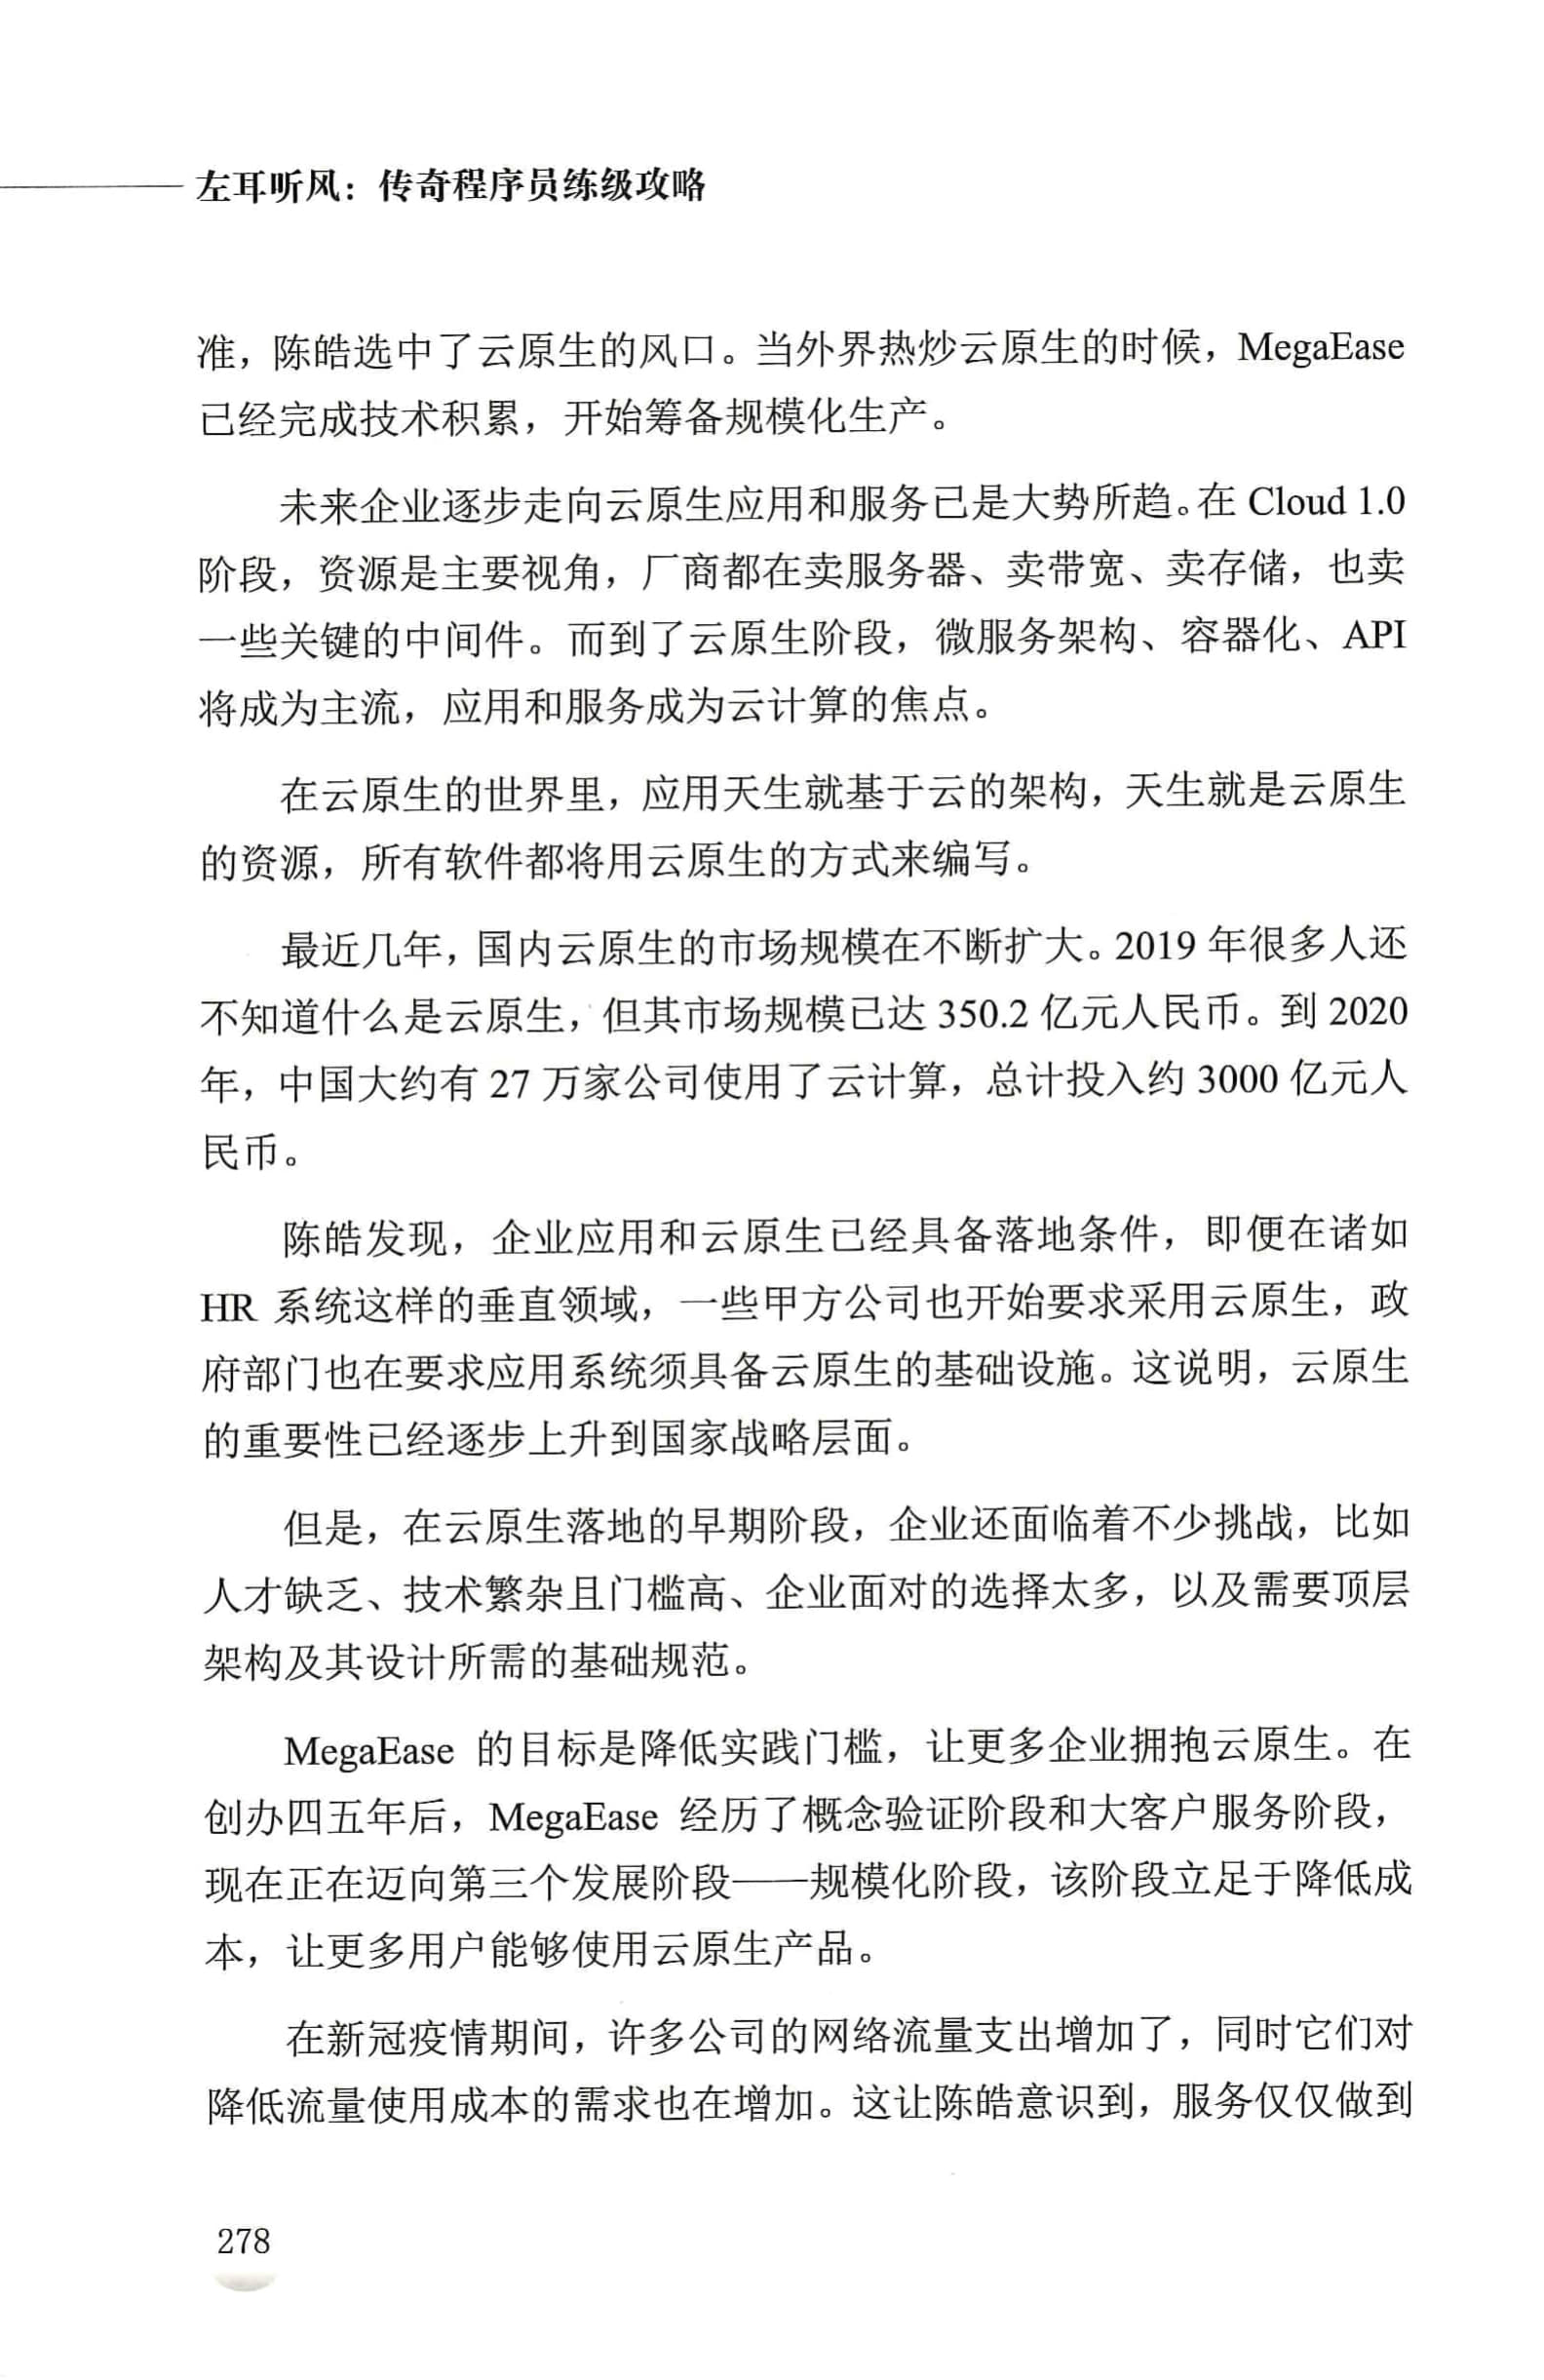 左耳听风：传奇程序员练级攻略
准，陈皓选中了云原生的风口。当外界热炒云原生的时候，MegaEase
已经完成技术积累，开始筹备规模化生产。
未来企业逐步走向云原生应用和服务已是大势所趋。在 Cloud 1.0
阶段，资源是主要视角，厂商都在卖服务器、卖带宽、卖存储，也卖
一些关键的中间件。而到了云原生阶段，微服务架构、容器化、API
将成为主流，应用和服务成为云计算的焦点。
在云原生的世界里，应用天生就基于云的架构，天生就是云原生
的资源，所有软件都将用云原生的方式来编写。
最近几年，国内云原生的市场规模在不断扩大。2019 年很多人还
不知道什么是云原生，但其市场规模已达 350.2 亿元人民币。到 2020
年，中国大约有 27 万家公司使用了云计算，总计投入约 3000 亿元人
民币。
陈皓发现，企业应用和云原生已经具备落地条件，即便在诸如
HR 系统这样的垂直领域，一些甲方公司也开始要求采用云原生，政
府部门也在要求应用系统须具备云原生的基础设施。这说明，云原生
的重要性已经逐步上升到国家战略层面。
但是，在云原生落地的早期阶段，企业还面临着不少挑战，比如
人才缺乏、技术繁杂且门槛高、企业面对的选择太多，以及需要顶层
架构及其设计所需的基础规范。
MegaEase 的目标是降低实践门槛，让更多企业拥抱云原生。在
创办四五年后，MegaEase 经历了概念验证阶段和大客户服务阶段，
现在正在迈向第三个发展阶段——规模化阶段，该阶段立足于降低成
本，让更多用户能够使用云原生产品。
在新冠疫情期间，许多公司的网络流量支出增加了，同时它们对
降低流量使用成本的需求也在增加。这让陈皓意识到，服务仅仅做到
278